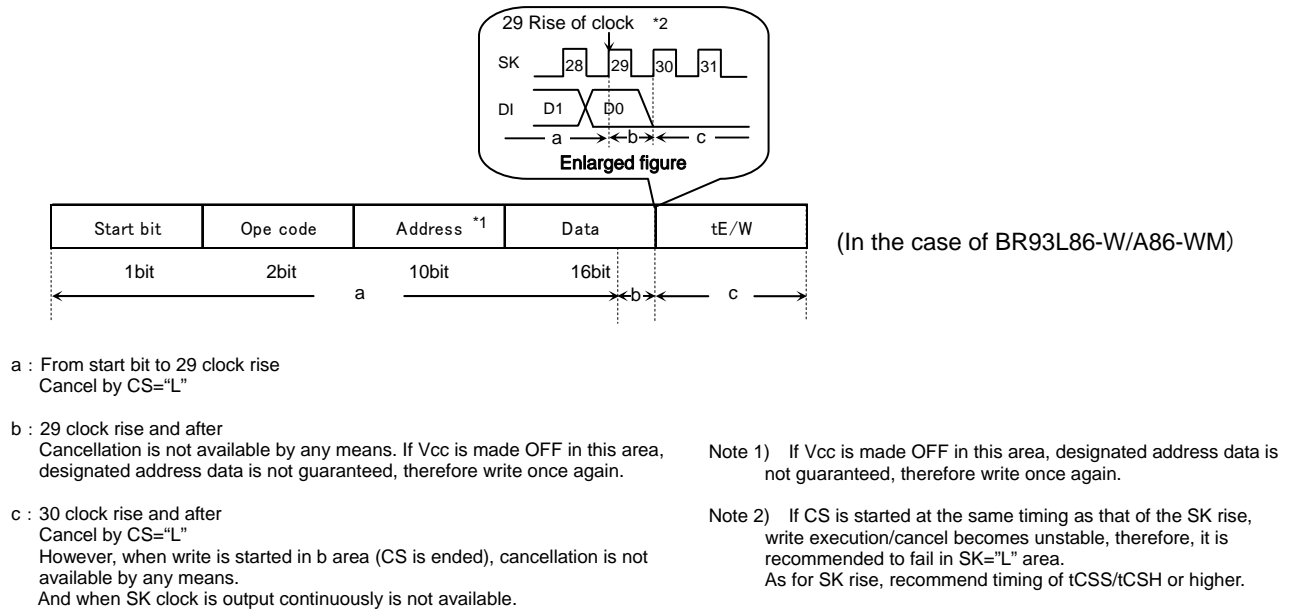 29 Rise of clock *2
SK 28 29 30 31
DI D1 D0
a b c
Enlarged figure
Start bit Ope code Address *1 Data tE/W
(In the case of BR93L86-W/A86-WM)
1bit 2bit 10bit 16bit
a b c
a : From start bit to 29 clock rise
Cancel by CS=“L”
b : 29 clock rise and after
Cancellation is not available by any means. If Vcc is made OFF in this area,
designated address data is not guaranteed, therefore write once again.
c : 30 clock rise and after
Cancel by CS=“L”
However, when write is started in b area (CS is ended), cancellation is not
available by any means.
And when SK clock is output continuously is not available.
Note 1) If Vcc is made OFF in this area, designated address data is
not guaranteed, therefore write once again.
Note 2) If CS is started at the same timing as that of the SK rise,
write execution/cancel becomes unstable, therefore, it is
recommended to fail in SK=”L” area.
As for SK rise, recommend timing of tCSS/tCSH or higher.